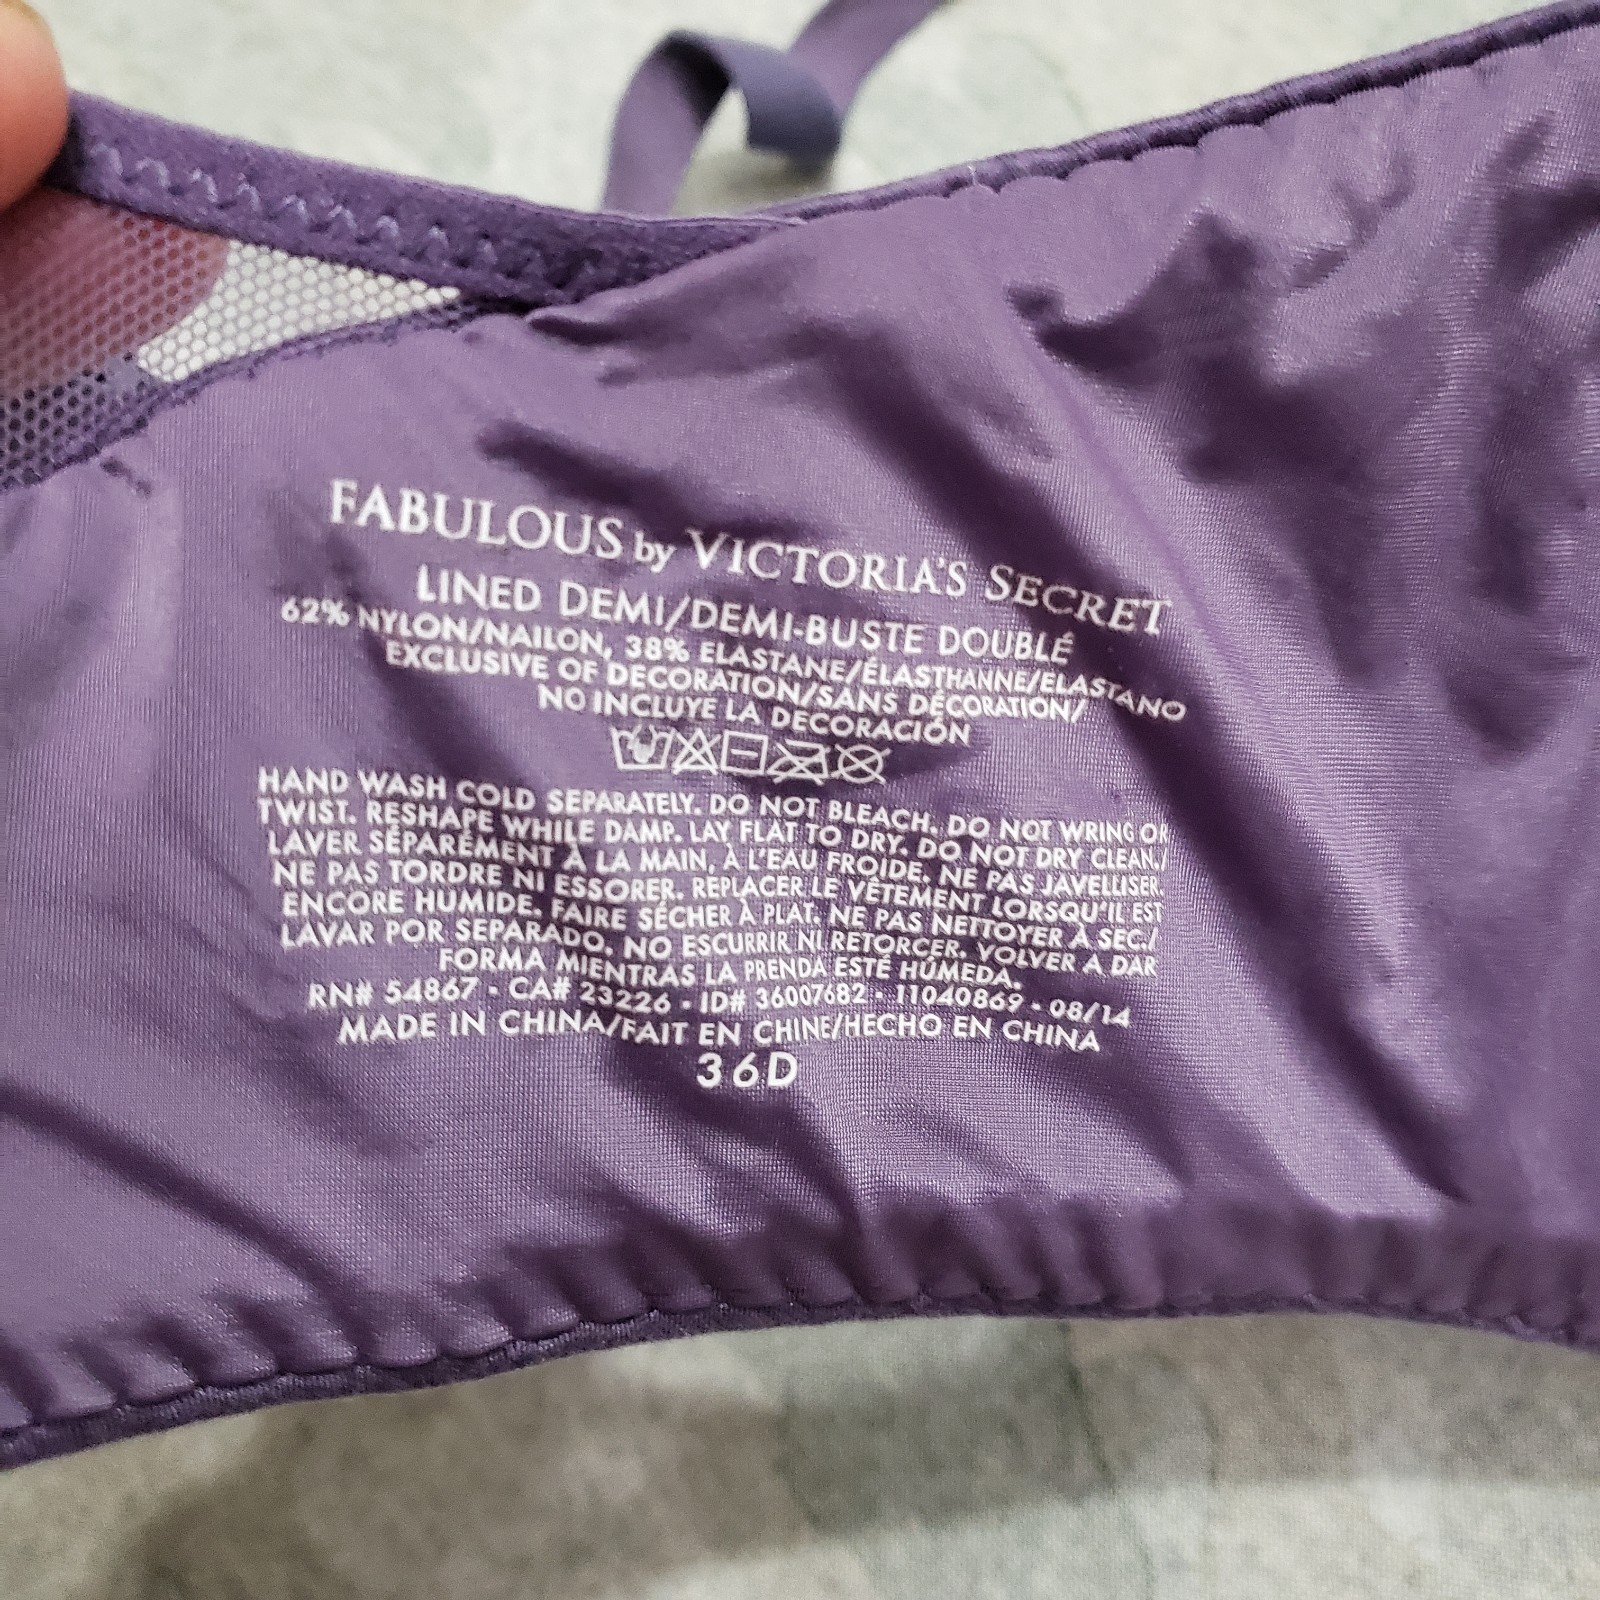 FABULOUS by VICTORIA'S SECRET
LINED DEMI/DEMI-BUSTE DOUBLÉ
62% NYLON/NAILON, 38% ELASTANE/ÉLASTHANNE/ELASTANO
EXCLUSIVE OF DECORATION/SANS DÉCORATION/
NO INCLUYE LA DECORACIÓN
HAND WASH COLD SEPARATELY. DO NOT BLEACH. DO NOT WRING OR
TWIST. RESHAPE WHILE DAMP. LAY FLAT TO DRY. DO NOT DRY CLEAN./
LAVER SÉPARÉMENT À LA MAIN, À L'EAU FROIDE. NE PAS JAVELLISER.
NE PAS TORDRE NI ESSORER. REPLACER LE VÊTEMENT LORSQU'IL EST
ENCORE HUMIDE. FAIRE SÉCHER À PLAT. NE PAS NETTOYER À SEC./
LAVAR POR SEPARADO. NO ESCURRIR NI RETORCER. VOLVER A DAR
FORMA MIENTRAS LA PRENDA ESTÉ HÚMEDA.
RN# 54867 • CA# 23226 • ID# 36007682 • 11040869 • 08/14
MADE IN CHINA/FAIT EN CHINE/HECHO EN CHINA
36D